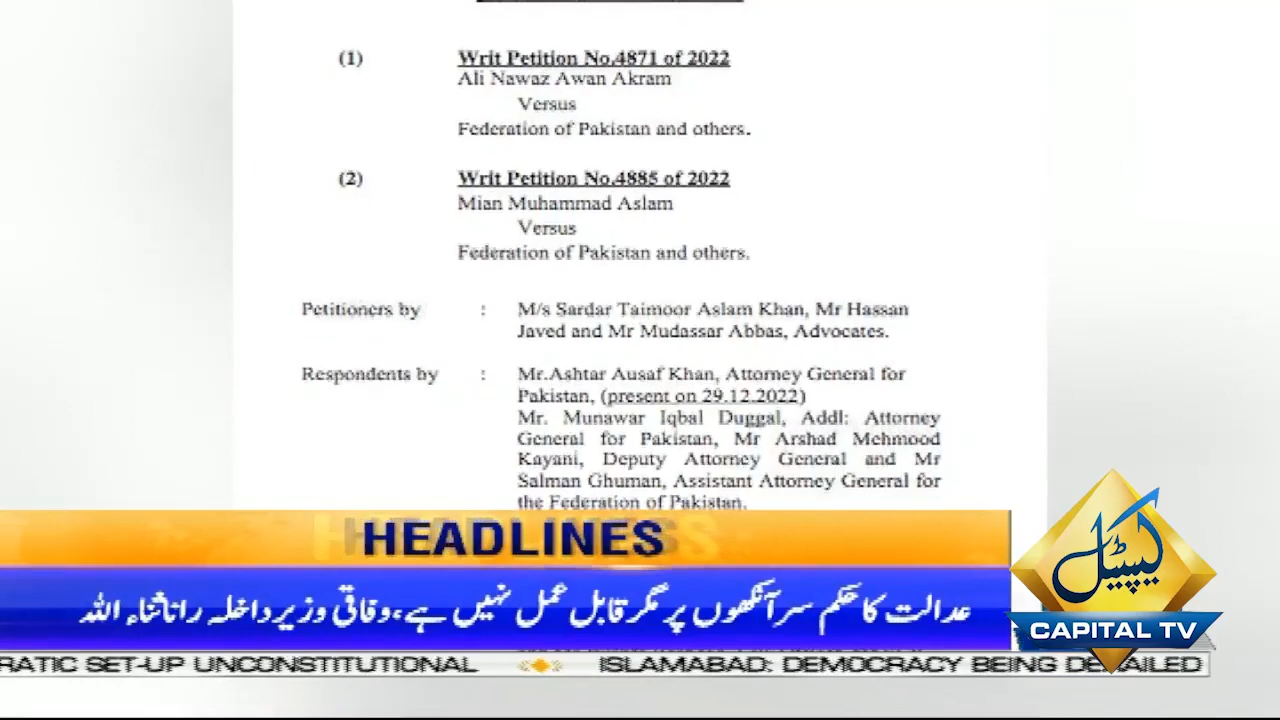 (1) Writ Petition No.4871 of 2022
Ali Nawaz Awan Akram
Versus
Federation of Pakistan and others.
(2) Writ Petition No.4885 of 2022
Mian Muhammad Aslam
Versus
Federation of Pakistan and others.
Petitioners by : M/s Sardar Taimoor Aslam Khan, Mr Hassan
Javed and Mr Mudassar Abbas, Advocates.
Respondents by : Mr.Ashtar Ausaf Khan, Attorney General for
Pakistan, (present on 29.12.2022)
Mr. Munawar Iqbal Duggal, Addl: Attorney
General for Pakistan, Mr Arshad Mehmood
Kayani, Deputy Attorney General and Mr
Salman Ghuman, Assistant Attorney General for
the Federation of Pakistan.
HEADLINES
عدالت کا حکم سر آنکھوں پر مگر قابل عمل نہیں ہے، وفاقی وزیر داخلہ رانا ثناء اللہ
کیپیٹل
CAPITAL TV
RATIC SET-UP UNCONSTITUTIONAL ISLAMABAD: DEMOCRACY BEING DERAILED